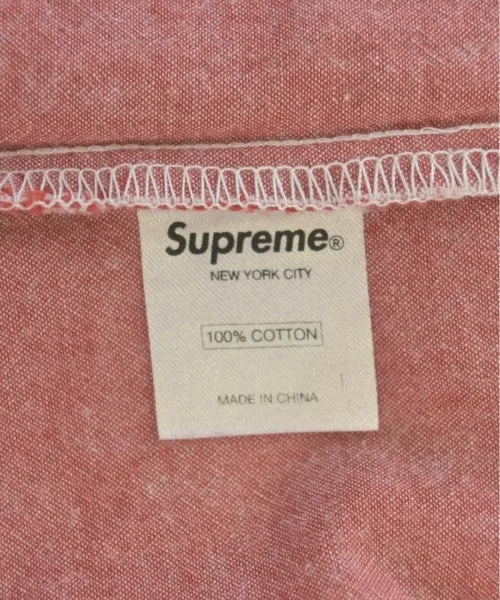 Supreme®
NEW YORK CITY
100% COTTON
MADE IN CHINA